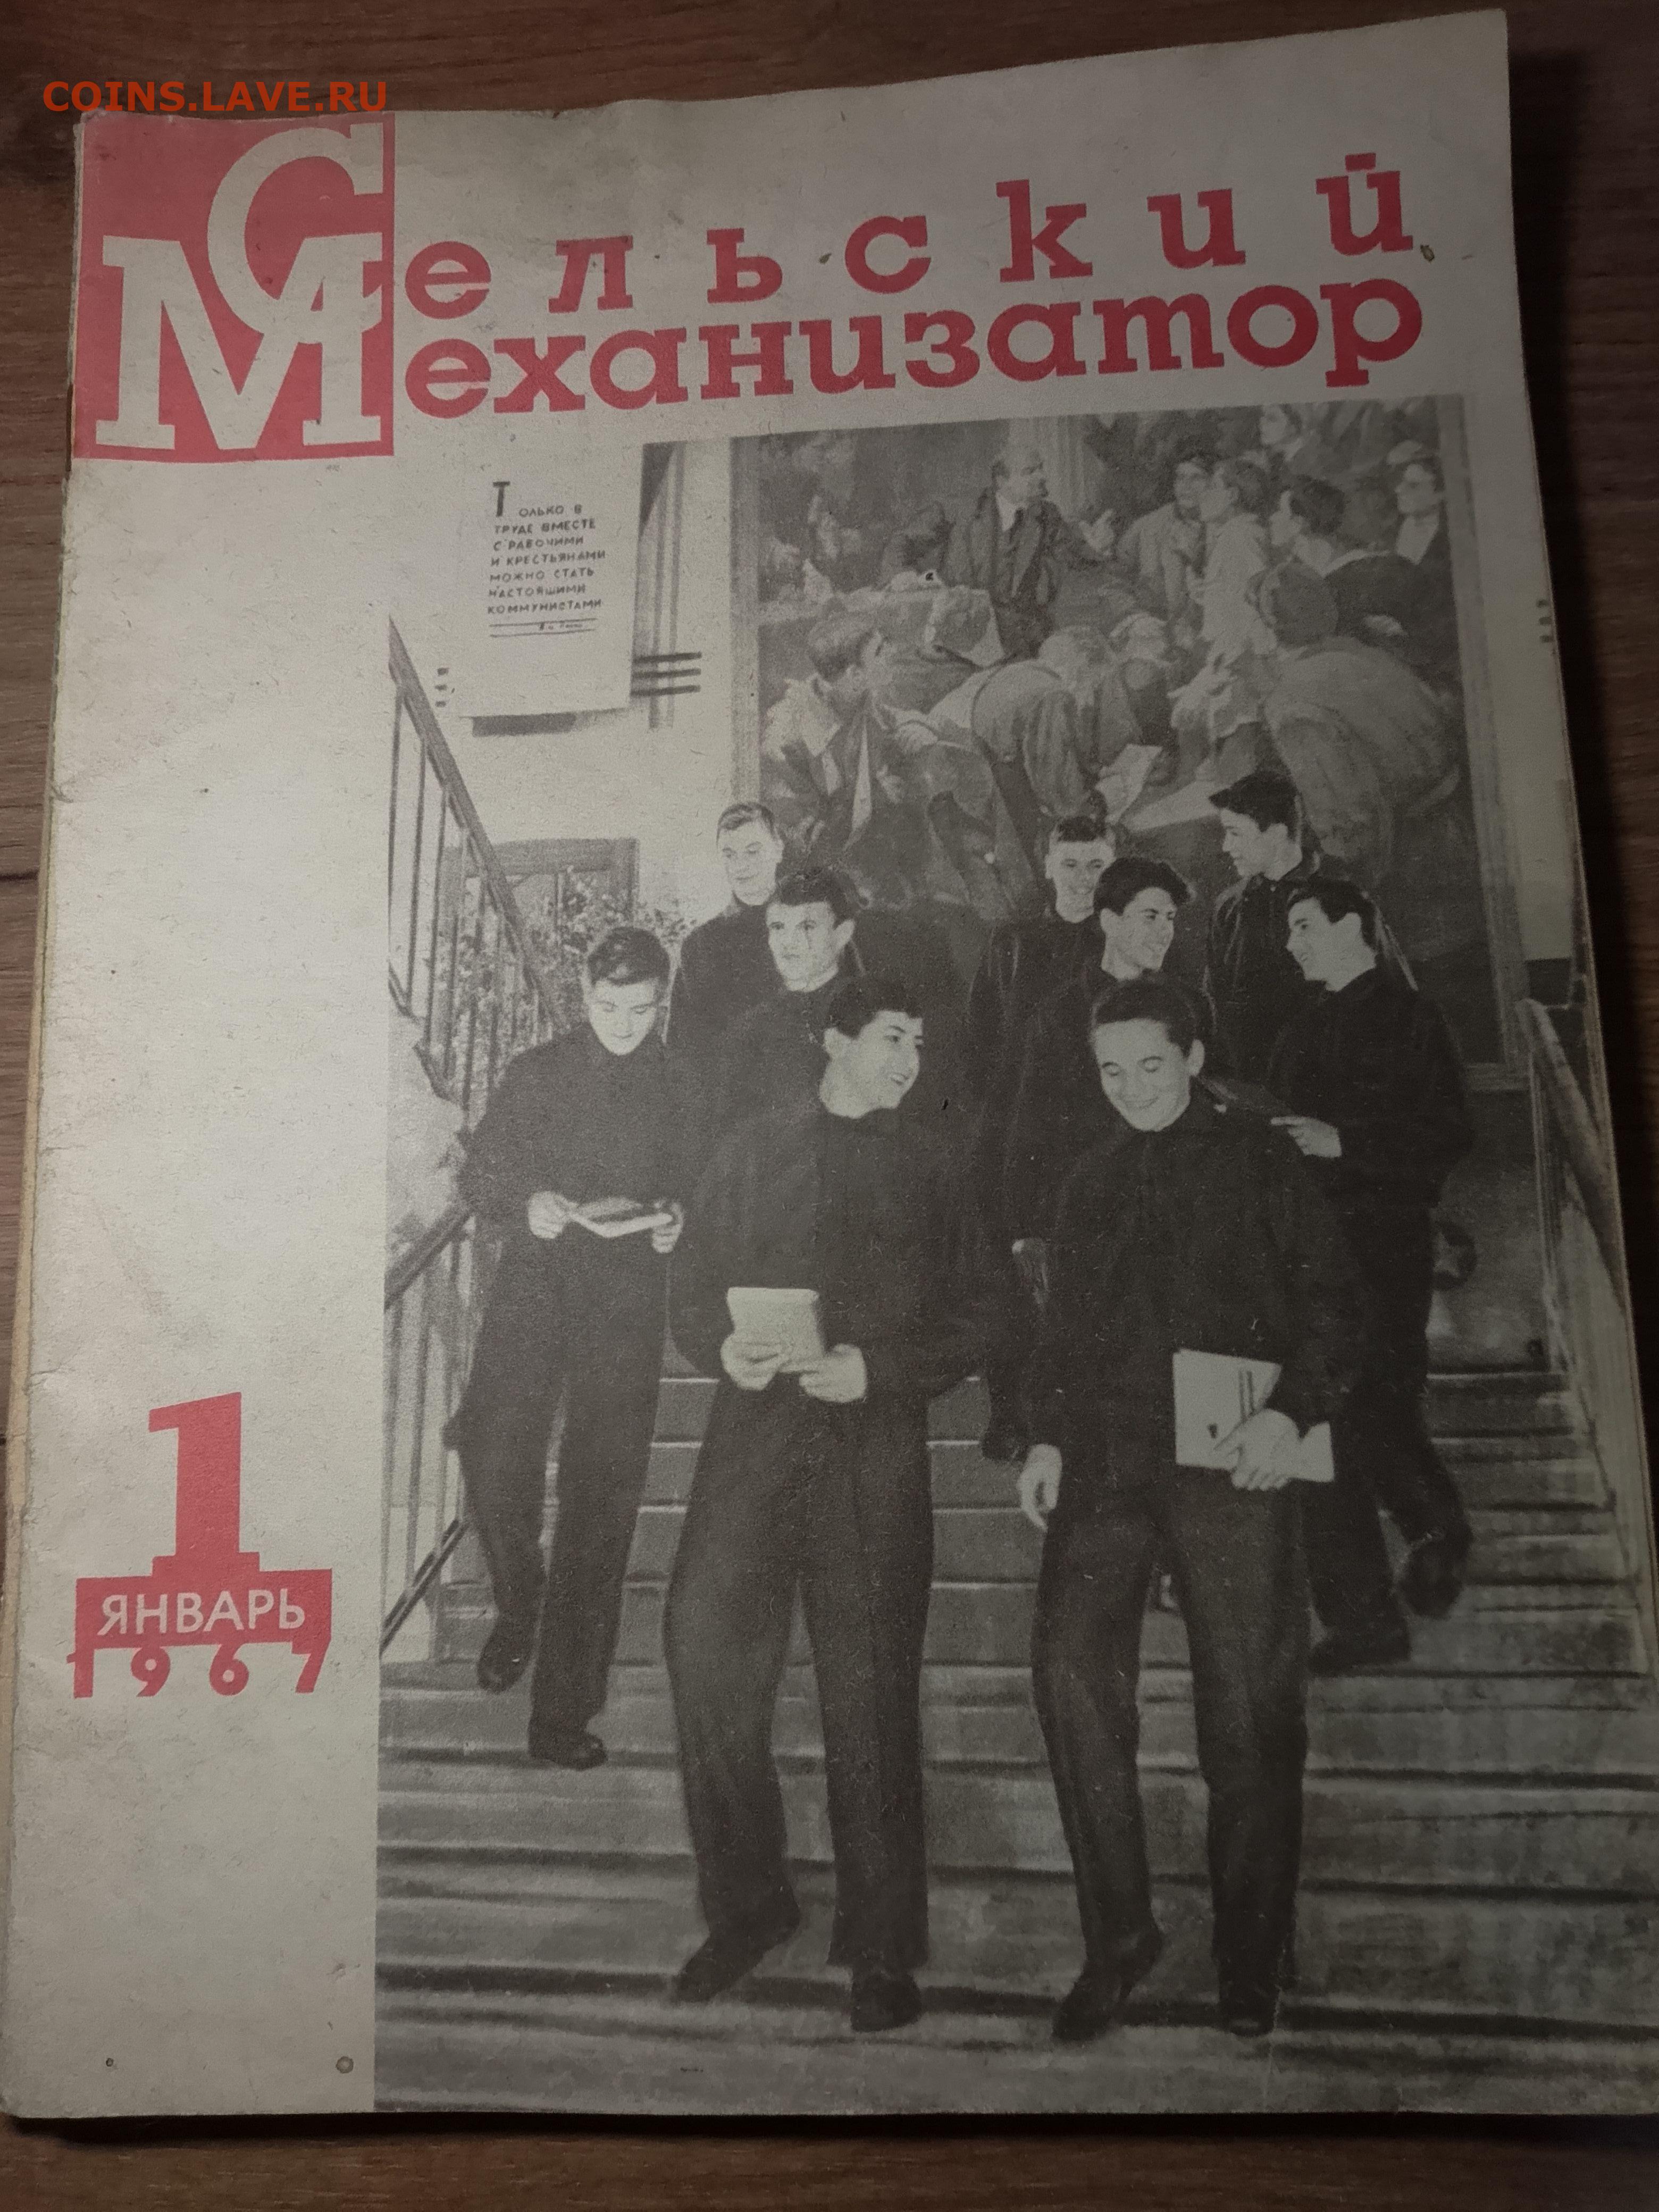 COINS.LAVE.RU
Сельский
Механизатор
Только в
труде вместе
с рабочими
и крестьянами
можно стать
настоящими
коммунистами
1
ЯНВАРЬ
1967